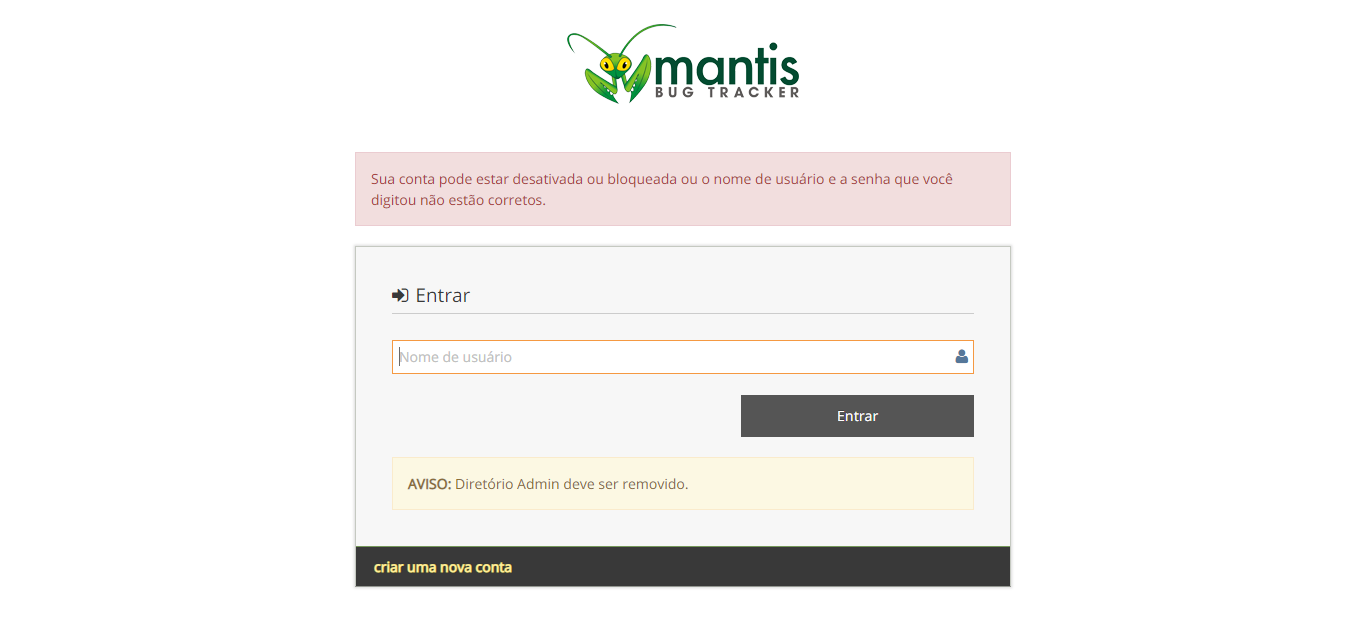 mantis
BUG TRACKER
Sua conta pode estar desativada ou bloqueada ou o nome de usuário e a senha que você
digitou não estão corretos.
Entrar
Nome de usuário
Entrar
AVISO: Diretório Admin deve ser removido.
criar uma nova conta